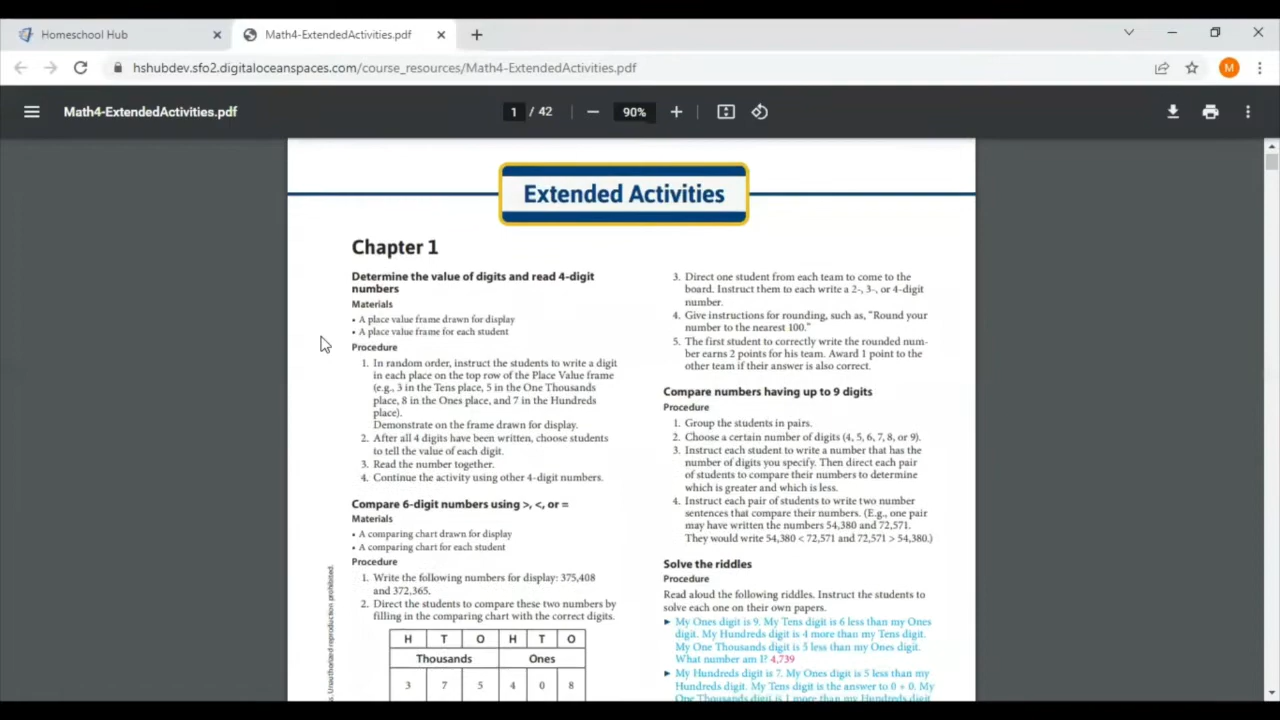 Homeschool Hub
Math4-ExtendedActivities.pdf
hshubdev.sfo2.digitaloceanspaces.com/course_resources/Math4-ExtendedActivities.pdf
M
Math4-ExtendedActivities.pdf
1 / 42
90%
Extended Activities
Chapter 1
Determine the value of digits and read 4-digit
numbers
Materials
• A place value frame drawn for display
• A place value frame for each student
Procedure
1. In random order, instruct the students to write a digit
in each place on the top row of the Place Value frame
(e.g., 3 in the Tens place, 5 in the One Thousands
place, 8 in the Ones place, and 7 in the Hundreds
place).
Demonstrate on the frame drawn for display.
2. After all 4 digits have been written, choose students
to tell the value of each digit.
3. Read the number together.
4. Continue the activity using other 4-digit numbers.
Compare 6-digit numbers using >, <, or =
Materials
• A comparing chart drawn for display
• A comparing chart for each student
Procedure
1. Write the following numbers for display: 375,408
and 372,365.
2. Direct the students to compare these two numbers by
filling in the comparing chart with the correct digits.
H T O H T O
Thousands Ones
3 7 5 4 0 8
s. Unauthorized reproduction prohibited.
3. Direct one student from each team to come to the
board. Instruct them to each write a 2-, 3-, or 4-digit
number.
4. Give instructions for rounding, such as, “Round your
number to the nearest 100.”
5. The first student to correctly write the rounded num-
ber earns 2 points for his team. Award 1 point to the
other team if their answer is also correct.
Compare numbers having up to 9 digits
Procedure
1. Group the students in pairs.
2. Choose a certain number of digits (4, 5, 6, 7, 8, or 9).
3. Instruct each student to write a number that has the
number of digits you specify. Then direct each pair
of students to compare their numbers to determine
which is greater and which is less.
4. Instruct each pair of students to write two number
sentences that compare their numbers. (E.g., one pair
may have written the numbers 54,380 and 72,571.
They would write 54,380 < 72,571 and 72,571 > 54,380.)
Solve the riddles
Procedure
Read aloud the following riddles. Instruct the students to
solve each one on their own papers.
► My Ones digit is 9. My Tens digit is 6 less than my Ones
digit. My Hundreds digit is 4 more than my Tens digit.
My One Thousands digit is 5 less than my Ones digit.
What number am I? 4,739
► My Hundreds digit is 7. My Ones digit is 5 less than my
Hundreds digit. My Tens digit is the answer to 0 + 0. My
One Thousands digit is 1 more than my Hundreds digit